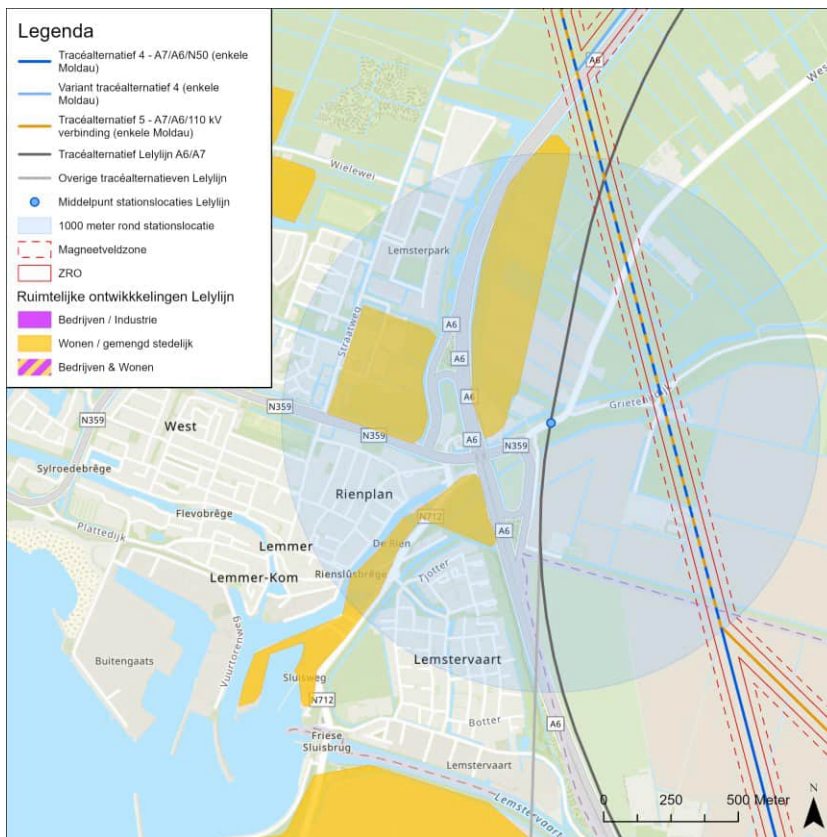 Legenda
Tracéalternatief 4 - A7/A6/N50 (enkele
Moldau)
Variant tracéalternatief 4 (enkele
Moldau)
Tracéalternatief 5 - A7/A6/110 kV
verbinding (enkele Moldau)
Tracéalternatief Lelylijn A6/A7
Overige tracéalternatieven Lelylijn
Middelpunt stationslocaties Lelylijn
1000 meter rond stationslocatie
Magneetveldzone
ZRO
Ruimtelijke ontwikkkelingen Lelylijn
Bedrijven / Industrie
Wonen / gemengd stedelijk
Bedrijven & Wonen
A6
Wielewei
Lemsterpark
Straatweg
A6
A6
A6
Grietenijdijk
N359
A6
N359
N359
N359
West
Sylroedebrêge
Rienplan
Flevobrêge
Plattedijk
N712
A6
De Rien
Lemmer
Rienslûsbrêge
Lemmer-Kom
Tjotter
Vuurtorenweg
Buitengaats
Lemstervaart
Sluisweg
N712
Botter
A6
Friese
Sluisbrug
Lemstervaart
Lemstervaart
0 250 500 Meter
N